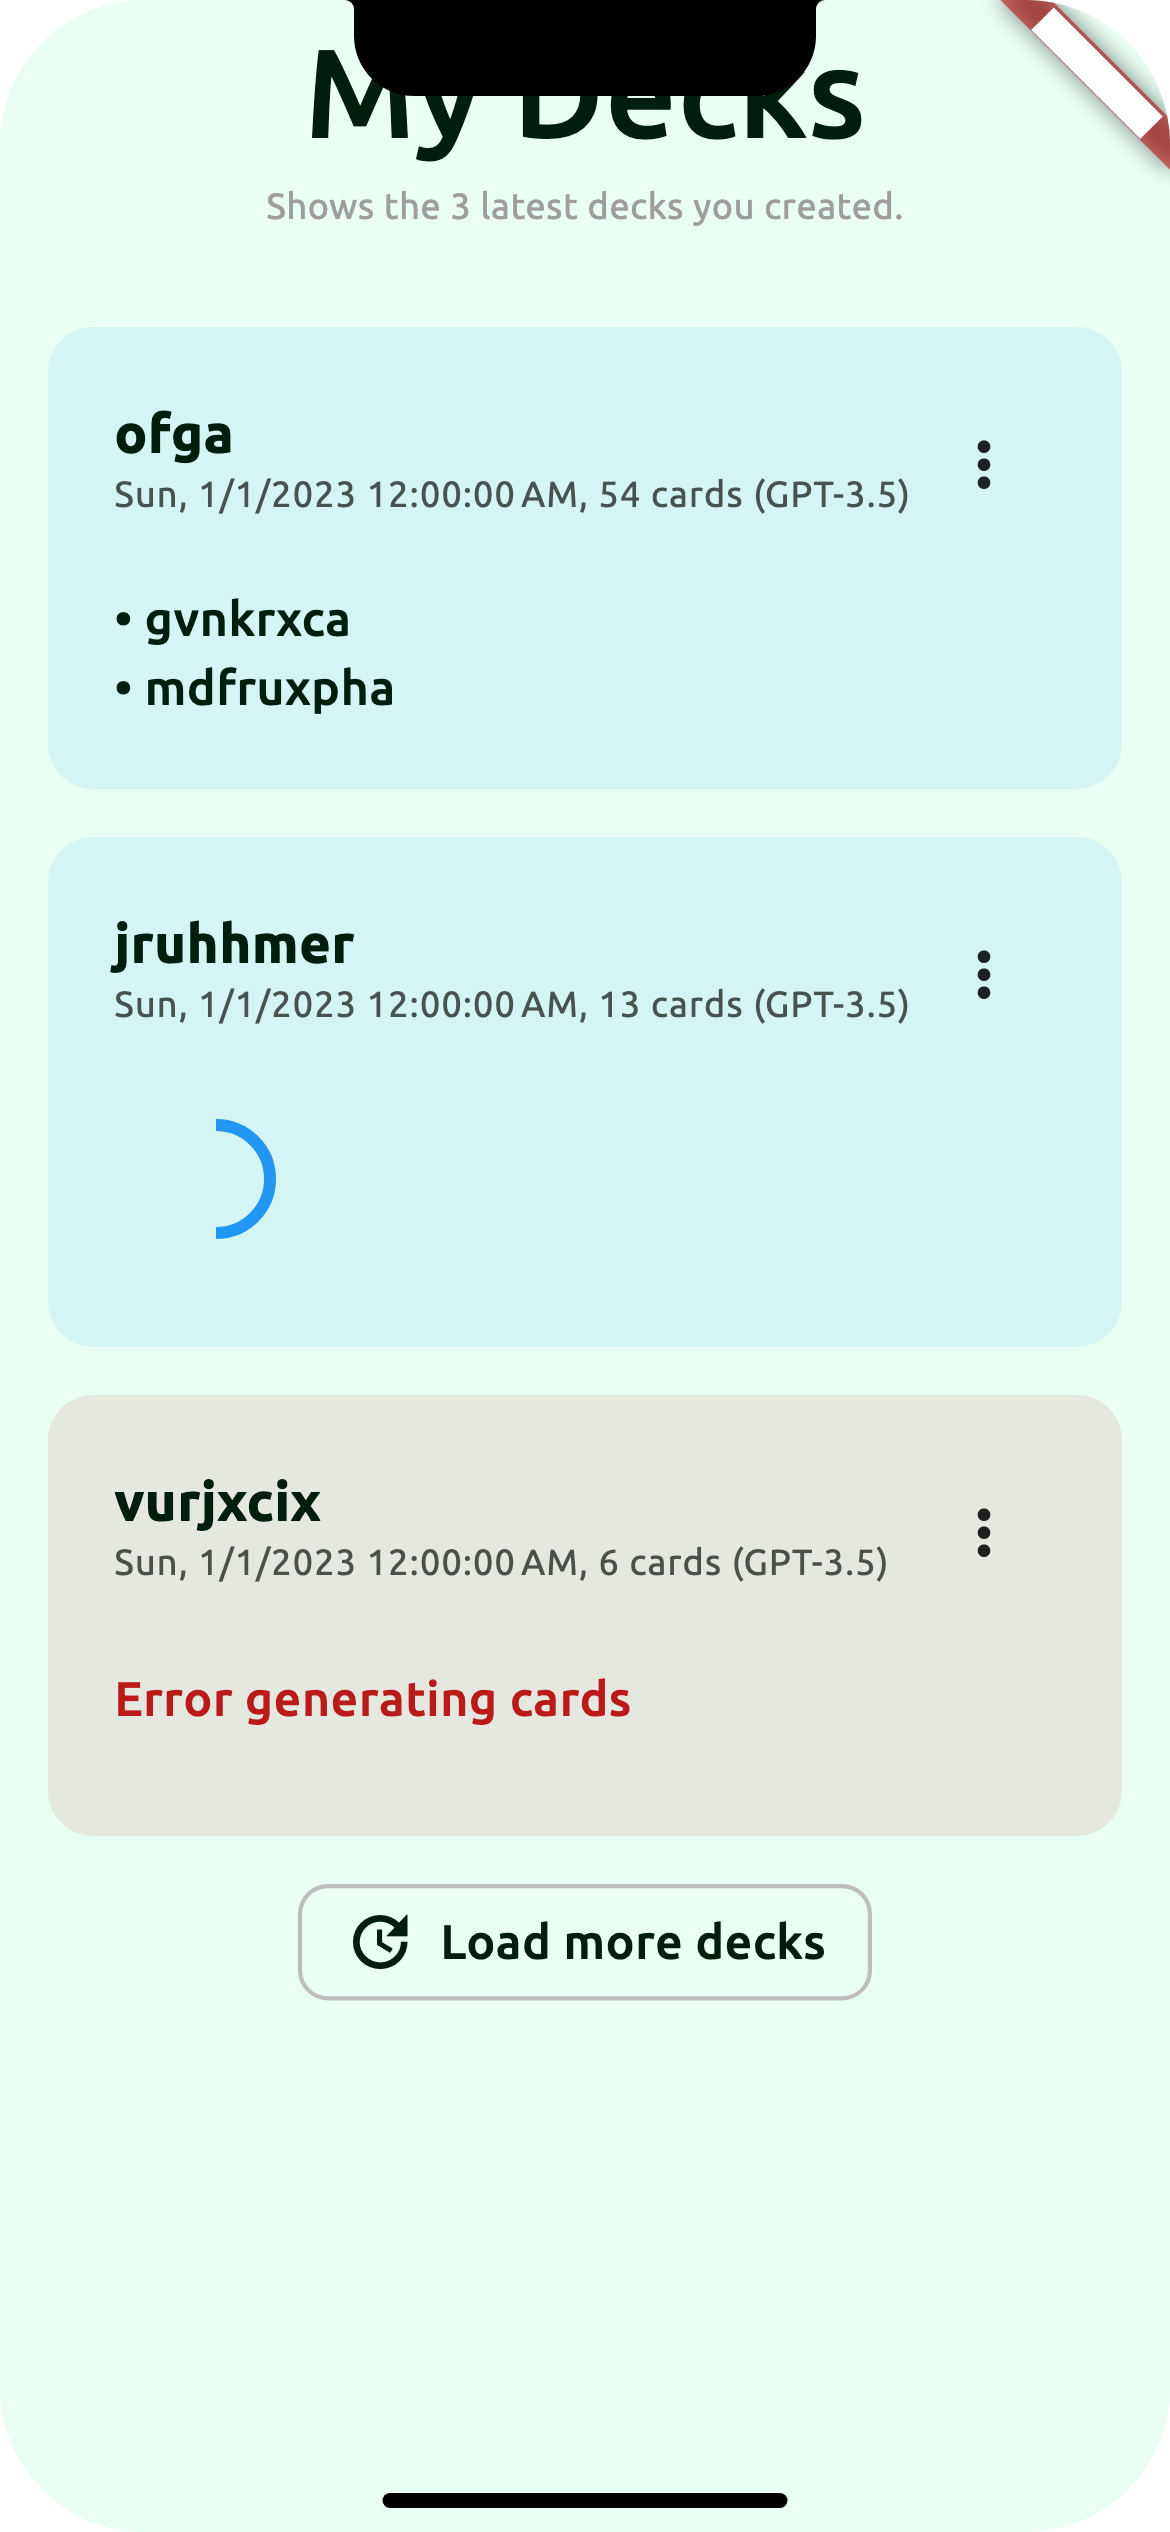 My Decks
Shows the 3 latest decks you created.
ofga
Sun, 1/1/2023 12:00:00 AM, 54 cards (GPT-3.5)
• gvnkrxca
• mdfruxpha
jruhhmer
Sun, 1/1/2023 12:00:00 AM, 13 cards (GPT-3.5)
vurjxcix
Sun, 1/1/2023 12:00:00 AM, 6 cards (GPT-3.5)
Error generating cards
Load more decks